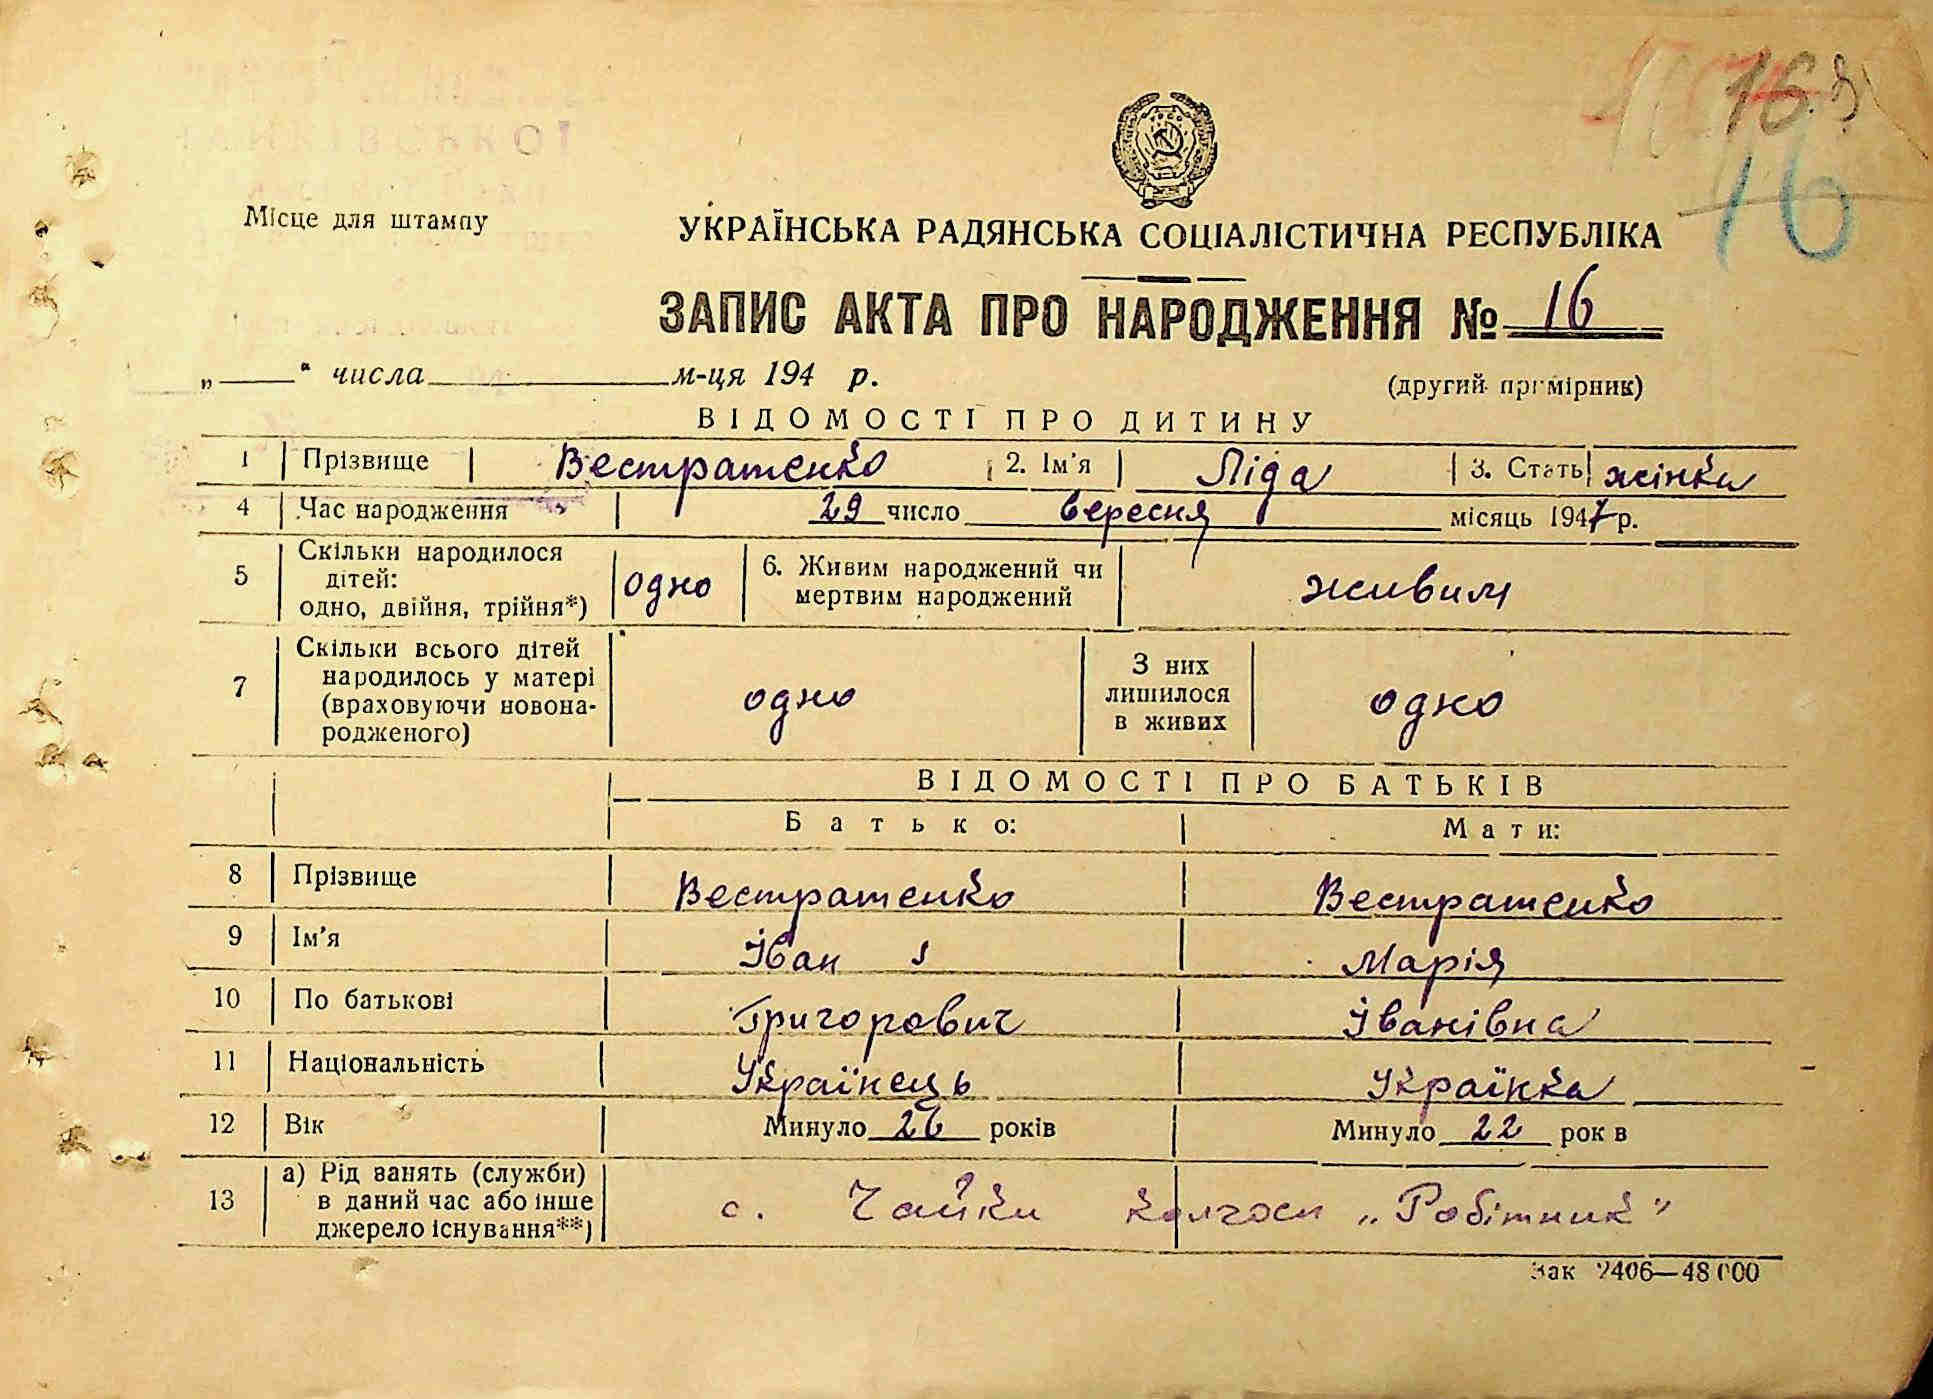 16
Місце для штампу
16
УКРАЇНСЬКА РАДЯНСЬКА СОЦІАЛІСТИЧНА РЕСПУБЛІКА
ЗАПИС АКТА ПРО НАРОДЖЕННЯ № 16
„ “ числа м-ця 194 р.
(другий примірник)
ВІДОМОСТІ ПРО ДИТИНУ
1 Прізвище Вестратенко 2. Ім'я Ліда 3. Стать жінка
4 Час народження 29 число вересня місяць 1947 р.
5 Скільки народилося дітей: одно, двійня, трійня*) одно 6. Живим народжений чи мертвим народжений живим
7 Скільки всього дітей народилось у матері (враховуючи новонародженого) одно З них лишилося в живих одно
ВІДОМОСТІ ПРО БАТЬКІВ
Батько: Мати:
8 Прізвище Вестратенко Вестратенко
9 Ім'я Іван Марія
10 По батькові Григорович Іванівна
11 Національність Українець Українка
12 Вік Минуло 26 років Минуло 22 рок в
13 а) Рід занять (служби) в даний час або інше джерело існування**) с. Чайки колгосп „Робітник"
Зак 2406—48000